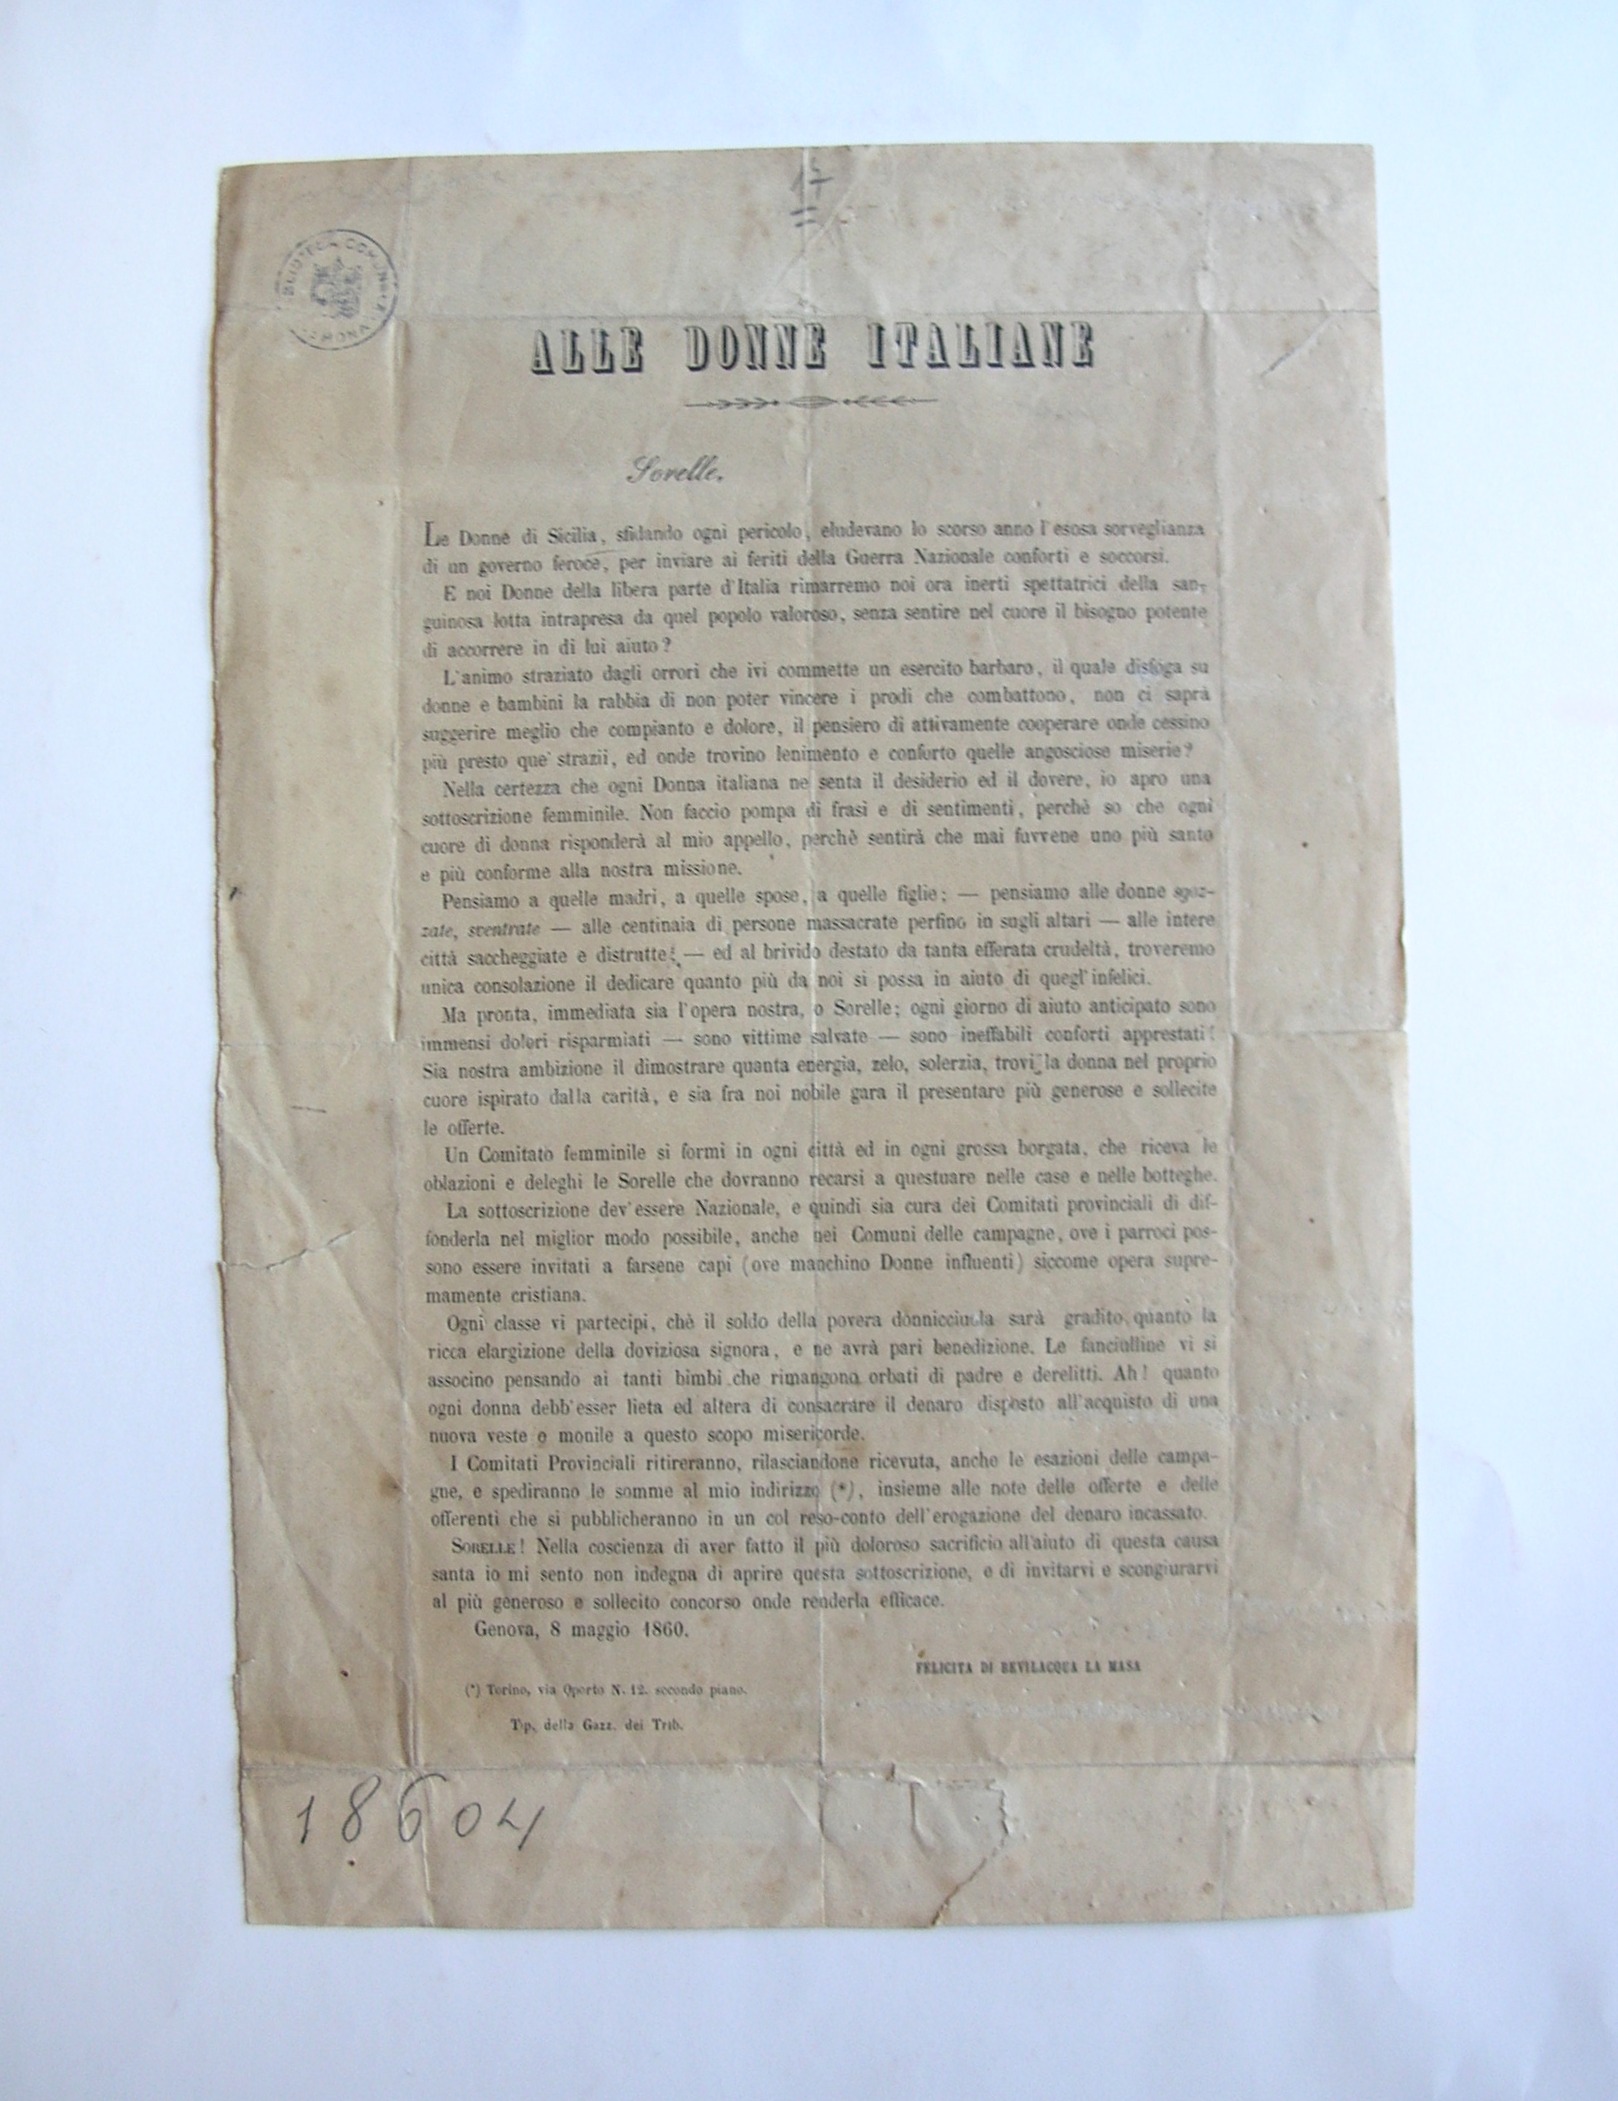 17
BLIOTECA COMUNALE VERONA
ALLE DONNE ITALIANE
Sorelle.
Le Donne di Sicilia, sfidando ogni pericolo, eludevano lo scorso anno l'esosa sorveglianza
di un governo feroce, per inviare ai feriti della Guerra Nazionale conforti e soccorsi.
E noi Donne della libera parte d'Italia rimarremo noi ora inerti spettatrici della san-
guinosa lotta intrapresa da quel popolo valoroso, senza sentire nel cuore il bisogno potente
di accorrere in di lui aiuto?
L'animo straziato dagli orrori che ivi commette un esercito barbaro, il quale disfoga su
donne e bambini la rabbia di non poter vincere i prodi che combattono, non ci saprà
suggerire meglio che compianto e dolore, il pensiero di attivamente cooperare onde cessino
più presto que' strazii, ed onde trovino lenimento e conforto quelle angosciose miserie?
Nella certezza che ogni Donna italiana ne senta il desiderio ed il dovere, io apro una
sottoscrizione femminile. Non faccio pompa di frasi e di sentimenti, perchè so che ogni
cuore di donna risponderà al mio appello, perchè sentirà che mai fuvvene uno più santo
e più conforme alla nostra missione.
Pensiamo a quelle madri, a quelle spose, a quelle figlie; — pensiamo alle donne spoz-
zate, sventrate — alle centinaia di persone massacrate perfino in sugli altari — alle intere
città saccheggiate e distrutte! — ed al brivido destato da tanta efferata crudeltà, troveremo
unica consolazione il dedicare quanto più da noi si possa in aiuto di quegl'infelici.
Ma pronta, immediata sia l'opera nostra, o Sorelle; ogni giorno di aiuto anticipato sono
immensi dolori risparmiati — sono vittime salvate — sono ineffabili conforti apprestati!
Sia nostra ambizione il dimostrare quanta energia, zelo, solerzia, trovi la donna nel proprio
cuore ispirato dalla carità, e sia fra noi nobile gara il presentare più generose e sollecite
le offerte.
Un Comitato femminile si formi in ogni città ed in ogni grossa borgata, che riceva le
oblazioni e deleghi le Sorelle che dovranno recarsi a questuare nelle case e nelle botteghe.
La sottoscrizione dev'essere Nazionale, e quindi sia cura dei Comitati provinciali di dif-
fonderla nel miglior modo possibile, anche nei Comuni delle campagne, ove i parroci pos-
sono essere invitati a farsene capi (ove manchino Donne influenti) siccome opera supre-
mamente cristiana.
Ogni classe vi partecipi, chè il soldo della povera donnicciuola sarà gradito quanto la
ricca elargizione della doviziosa signora, e ne avrà pari benedizione. Le fanciulline vi si
associno pensando ai tanti bimbi che rimangono orbati di padre e derelitti. Ah! quanto
ogni donna debb'esser lieta ed altera di consacrare il denaro disposto all'acquisto di una
nuova veste o monile a questo scopo misericorde.
I Comitati Provinciali ritireranno, rilasciandone ricevuta, anche le esazioni delle campa-
gne, e spediranno le somme al mio indirizzo (*), insieme alle note delle offerte e delle
offerenti che si pubblicheranno in un col reso-conto dell'erogazione del denaro incassato.
SORELLE! Nella coscienza di aver fatto il più doloroso sacrificio all'aiuto di questa causa
santa io mi sento non indegna di aprire questa sottoscrizione, e di invitarvi e scongiurarvi
al più generoso e sollecito concorso onde renderla efficace.
Genova, 8 maggio 1860.
FELICITA DI BEVILACQUA LA MASA
(*) Torino, via Oporto N. 12. secondo piano.
Tip. della Gazz. dei Trib.
18604